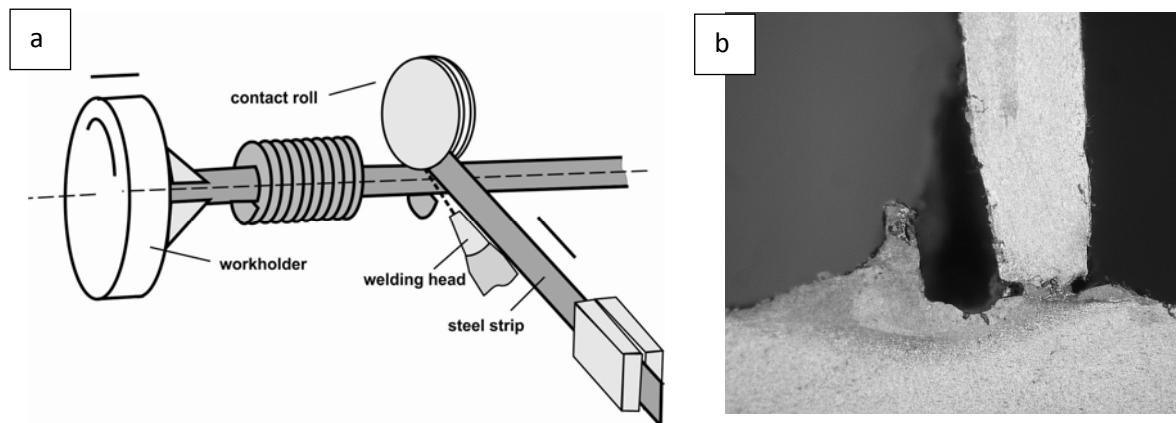 a
contact roll
workholder
welding head
steel strip
b